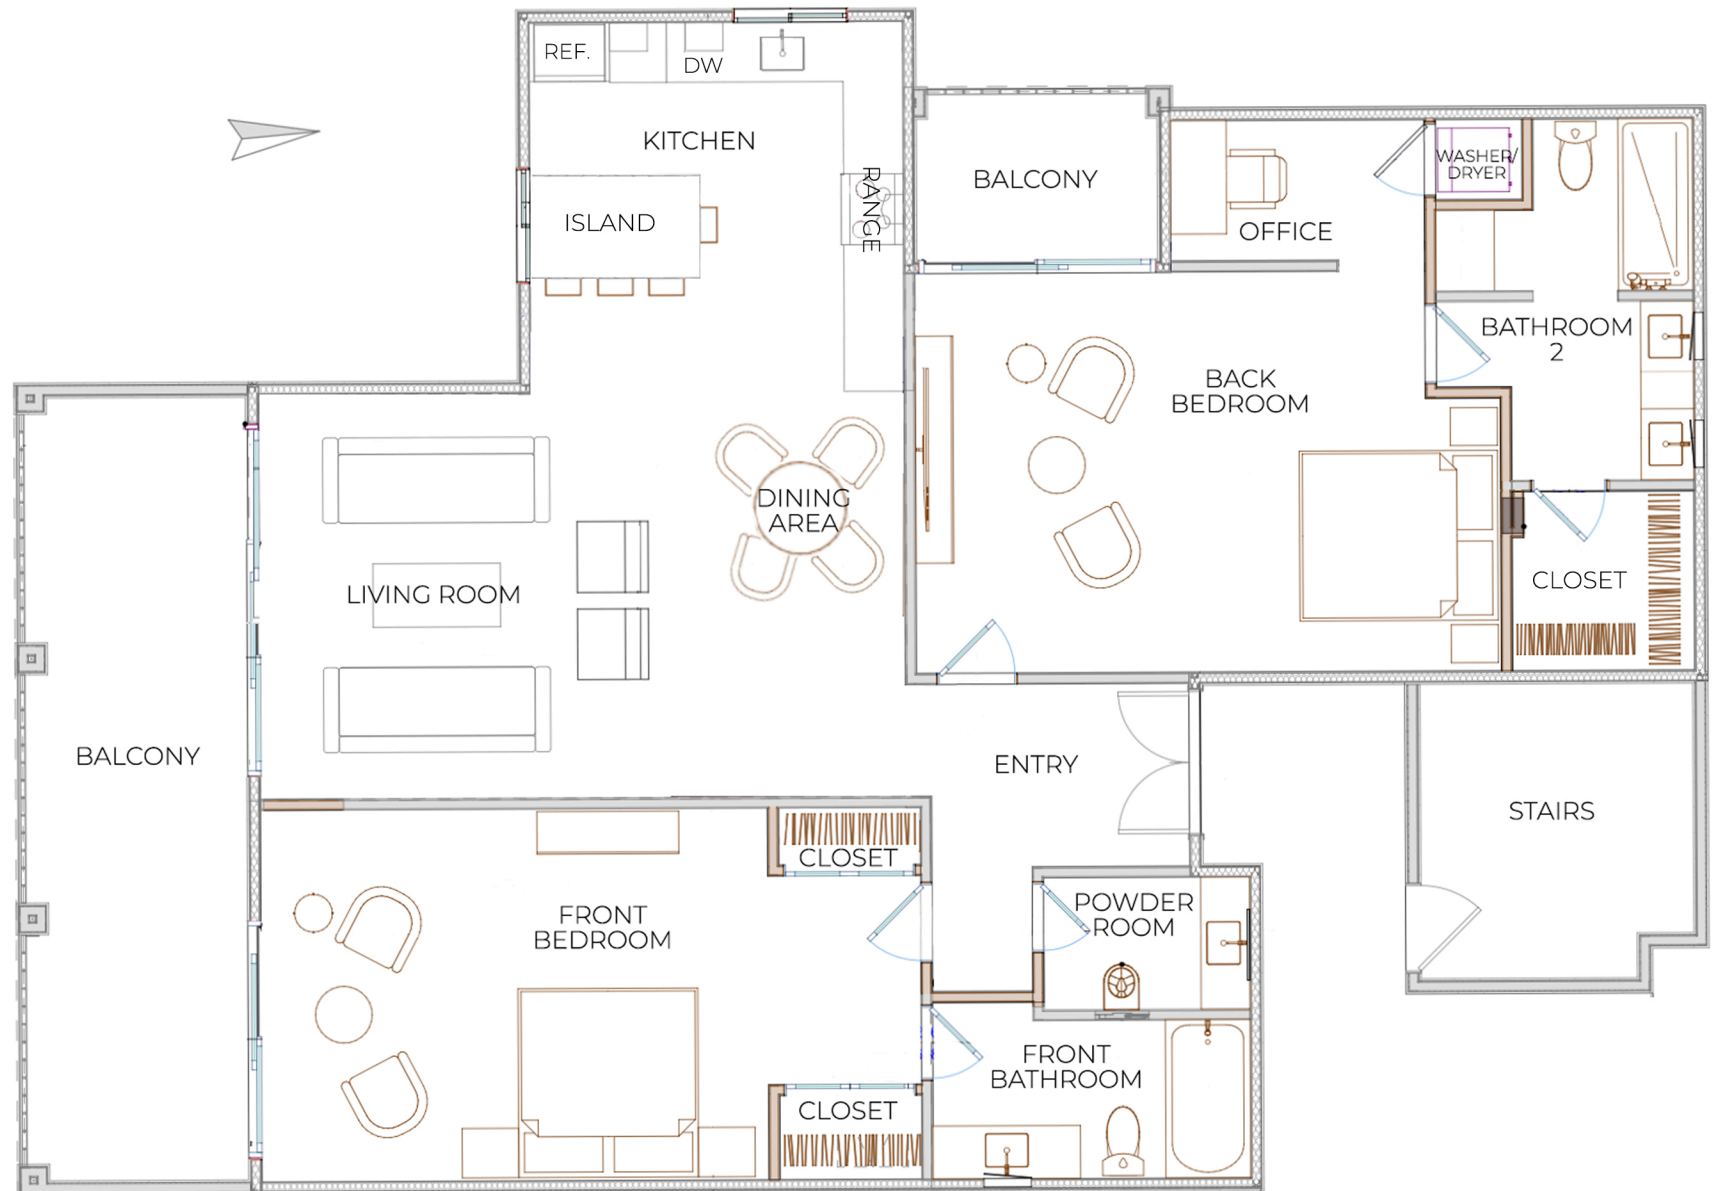 REF.
DW
KITCHEN
RANGE
ISLAND
BALCONY
OFFICE
WASHER/
DRYER
BATHROOM
2
BACK
BEDROOM
DINING
AREA
LIVING ROOM
CLOSET
BALCONY
ENTRY
STAIRS
CLOSET
POWDER
ROOM
FRONT
BEDROOM
FRONT
BATHROOM
CLOSET